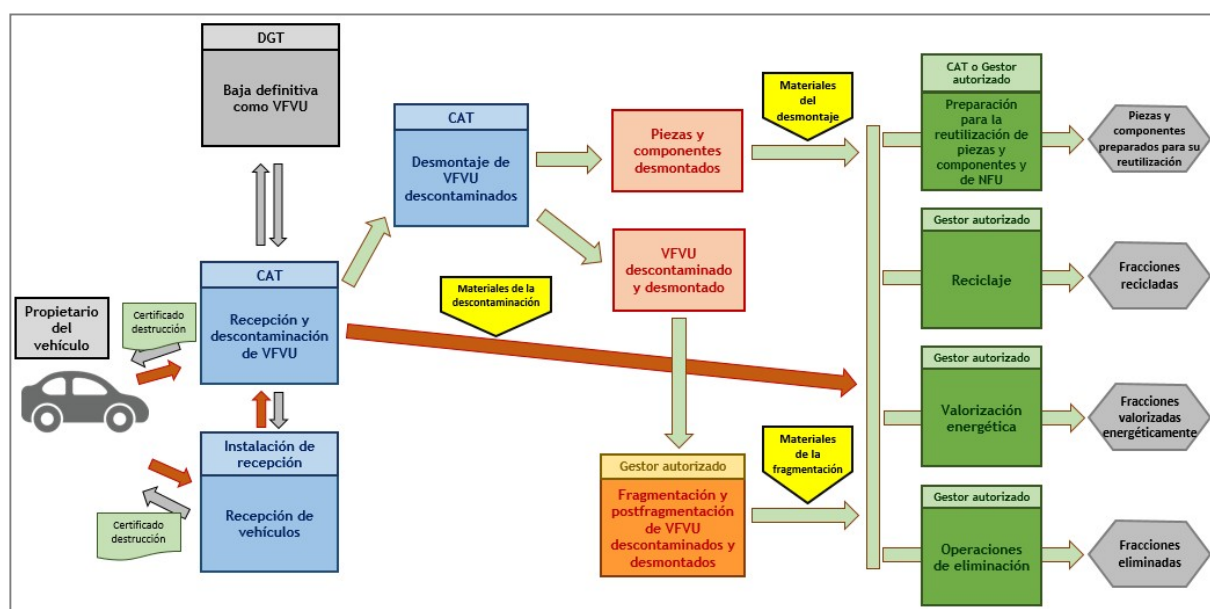 DGT
Baja definitiva
como VFVU
Propietario
del
vehículo
Certificado
destrucción
CAT
Recepción y
descontaminación
de VFVU
Instalación de
recepción
Recepción de
vehículos
Certificado
destrucción
CAT
Desmontaje de
VFVU
descontaminados
Materiales de la
descontaminación
Piezas y
componentes
desmontados
VFVU
descontaminado
y desmontado
Gestor autorizado
Fragmentación y
postfragmentación
de VFVU
descontaminados y
desmontados
Materiales
del
desmontaje
Materiales
de la
fragmentación
CAT o Gestor
autorizado
Preparación
para la
reutilización de
piezas y
componentes y
de NFU
Piezas y
componentes
preparados para su
reutilización
Gestor autorizado
Reciclaje
Fracciones
recicladas
Gestor autorizado
Valorización
energética
Fracciones
valorizadas
energéticamente
Gestor autorizado
Operaciones
de eliminación
Fracciones
eliminadas